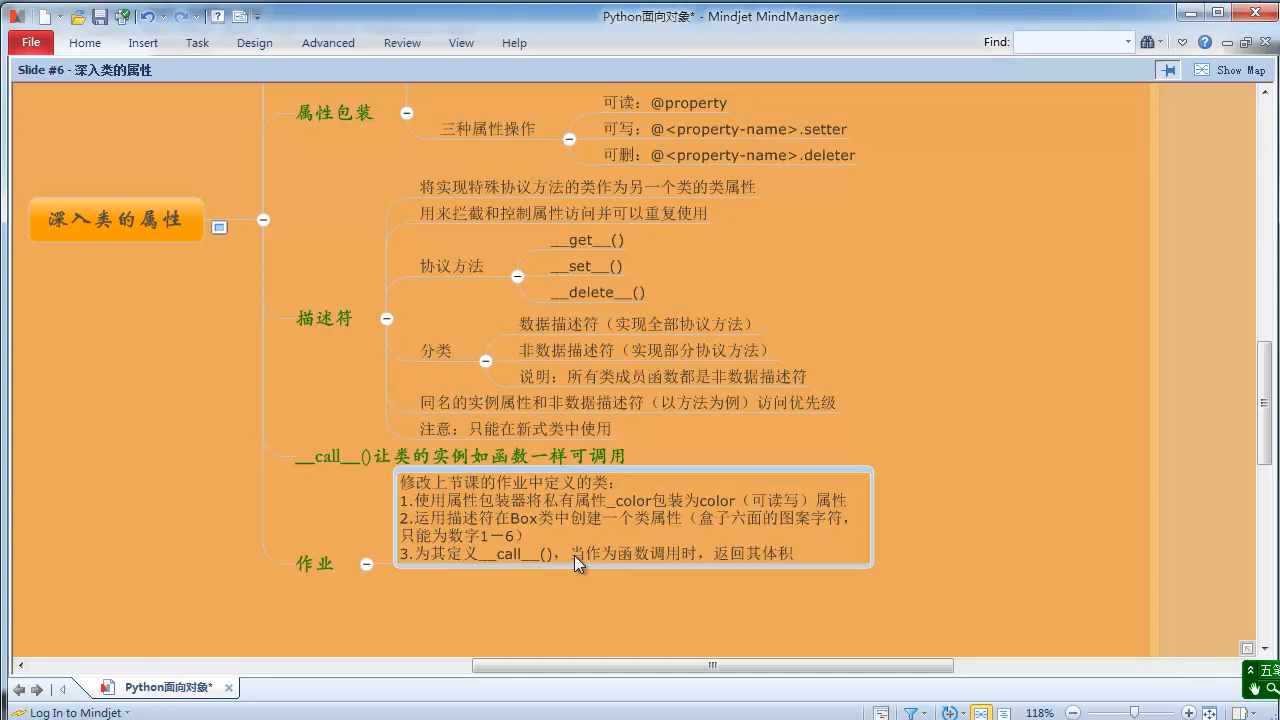 Python面向对象* - Mindjet MindManager
File Home Insert Task Design Advanced Review View Help Find:
Slide #6 - 深入类的属性 Show Map
属性包装
三种属性操作
可读：@property
可写：@<property-name>.setter
可删：@<property-name>.deleter
深入类的属性
描述符
将实现特殊协议方法的类作为另一个类的类属性
用来拦截和控制属性访问并可以重复使用
协议方法
__get__()
__set__()
__delete__()
分类
数据描述符（实现全部协议方法）
非数据描述符（实现部分协议方法）
说明：所有类成员函数都是非数据描述符
同名的实例属性和非数据描述符（以方法为例）访问优先级
注意：只能在新式类中使用
__call__()让类的实例如函数一样可调用
作业
修改上节课的作业中定义的类：
1.使用属性包装器将私有属性_color包装为color（可读写）属性
2.运用描述符在Box类中创建一个类属性（盒子六面的图案字符，
只能为数字1－6）
3.为其定义__call__()，当作为函数调用时，返回其体积
五笔
Python面向对象*
Log In to Mindjet 118%